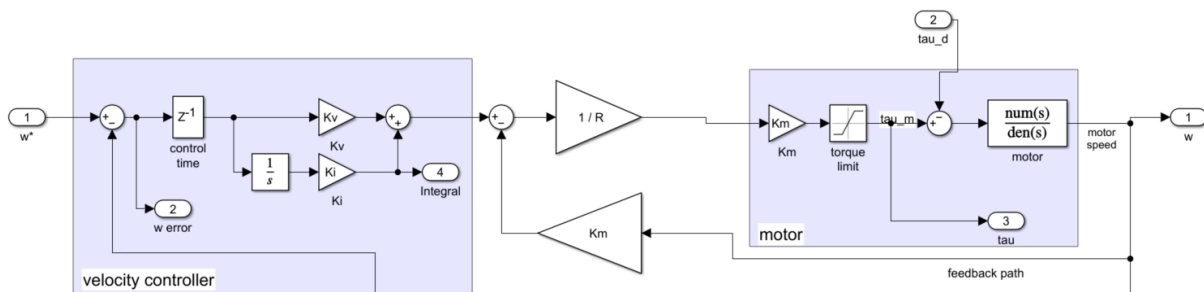 2
tau_d
1
w*
+
−
Z-1
control
time
Kv
Kv
+
+
1
s
Ki
Ki
4
Integral
2
w error
velocity controller
+
−
1 / R
Km
Km
Km
torque
limit
tau_m
−
+
num(s)
den(s)
motor
motor
speed
1
w
3
tau
motor
feedback path